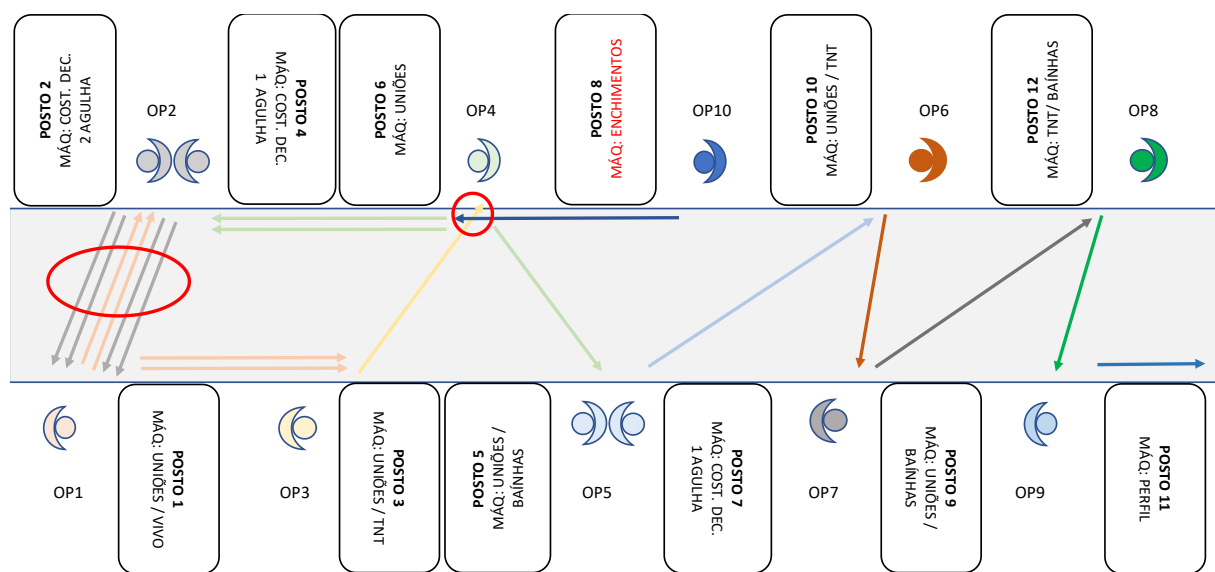 POSTO 2
MÁQ: COST. DEC.
2 AGULHA
OP2
POSTO 4
MÁQ: COST. DEC.
1 AGULHA
POSTO 6
MÁQ: UNIÕES
OP4
POSTO 8
MÁQ: ENCHIMENTOS
OP10
POSTO 10
MÁQ: UNIÕES / TNT
OP6
POSTO 12
MÁQ: TNT/ BAÍNHAS
OP8
OP1
POSTO 1
MÁQ: UNIÕES / VIVO
OP3
POSTO 3
MÁQ: UNIÕES / TNT
POSTO 5
MÁQ: UNIÕES /
BAÍNHAS
OP5
POSTO 7
MÁQ: COST. DEC.
1 AGULHA
OP7
POSTO 9
MÁQ: UNIÕES /
BAÍNHAS
OP9
POSTO 11
MÁQ: PERFIL